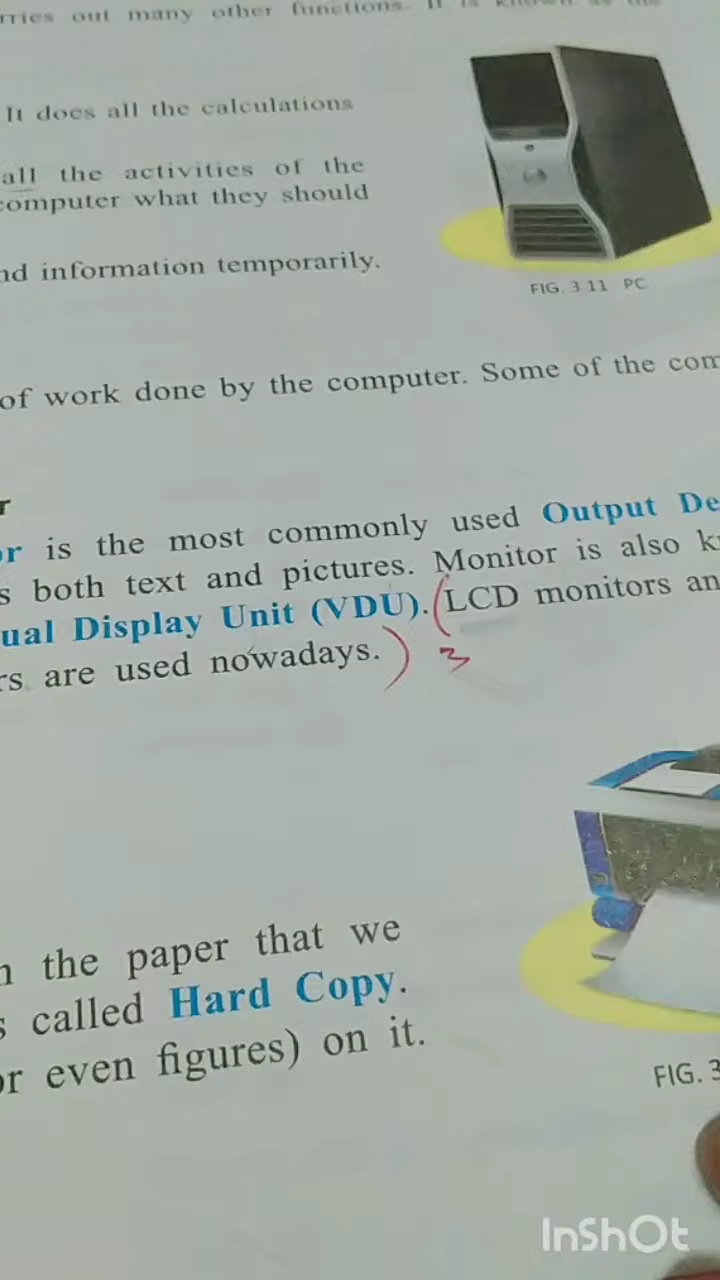 rries out many other functions. It is known as the
It does all the calculations
all the activities of the
computer what they should
nd information temporarily.
FIG. 3 11 PC
of work done by the computer. Some of the com
r
or is the most commonly used Output De
s both text and pictures. Monitor is also k
ual Display Unit (VDU). (LCD monitors an
rs are used nowadays.) 3
n the paper that we
s called Hard Copy.
or even figures) on it.
FIG. 3
InShOt